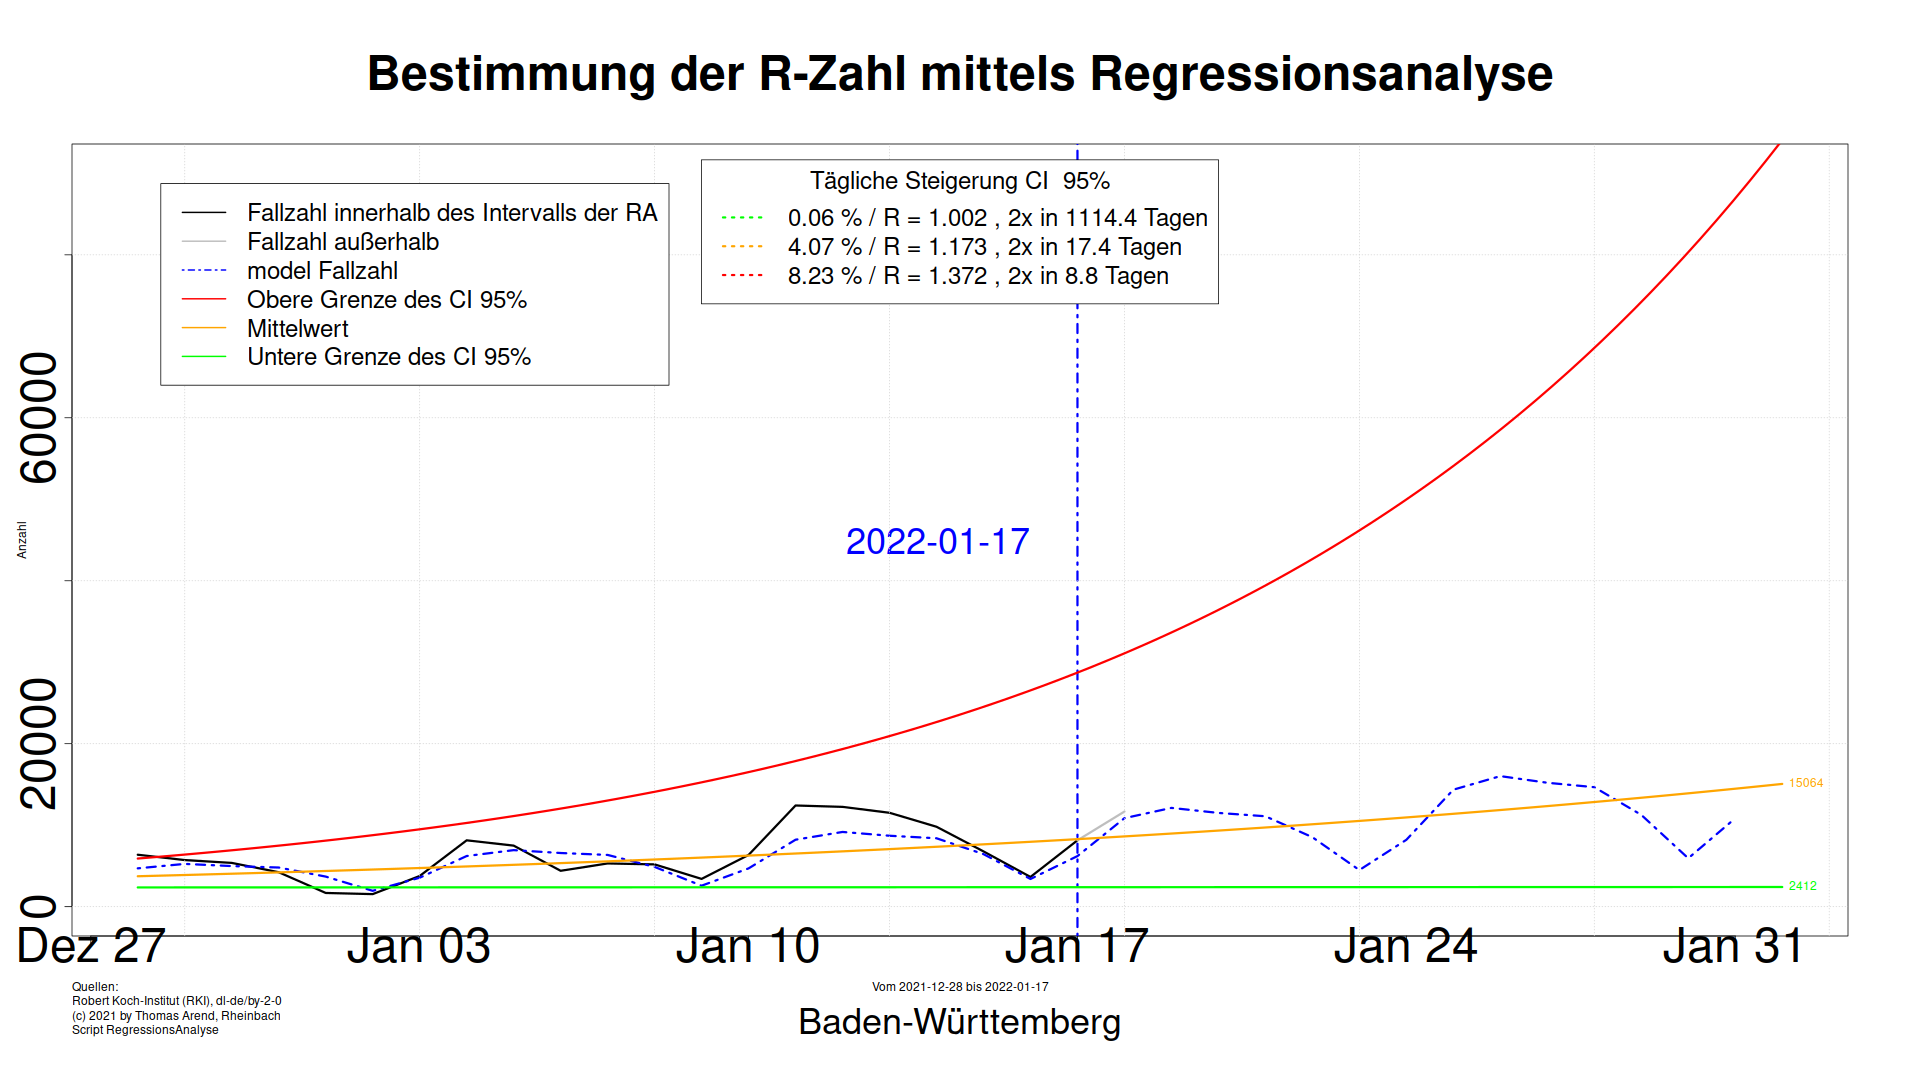 Bestimmung der R-Zahl mittels Regressionsanalyse
Fallzahl innerhalb des Intervalls der RA
Fallzahl außerhalb
model Fallzahl
Obere Grenze des CI 95%
Mittelwert
Untere Grenze des CI 95%
Tägliche Steigerung CI  95%
0.06 % / R = 1.002 , 2x in 1114.4 Tagen
4.07 % / R = 1.173 , 2x in 17.4 Tagen
8.23 % / R = 1.372 , 2x in 8.8 Tagen
60000
20000
0
Anzahl
2022-01-17
15064
2412
Dez 27
Jan 03
Jan 10
Jan 17
Jan 24
Jan 31
Quellen:
Robert Koch-Institut (RKI), dl-de/by-2-0
(c) 2021 by Thomas Arend, Rheinbach
Script RegressionsAnalyse
Vom 2021-12-28 bis 2022-01-17
Baden-Württemberg